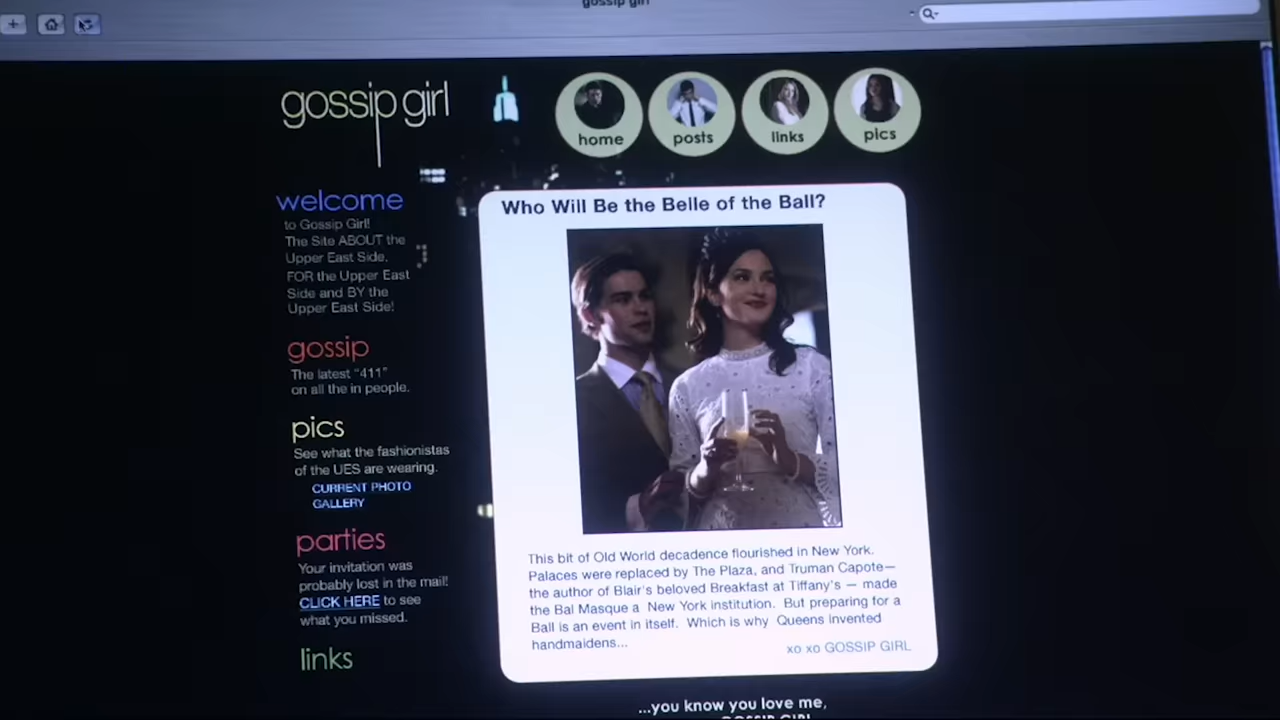 gossip girl
gossip girl
home
posts
links
pics
welcome
to Gossip Girl!
The Site ABOUT the
Upper East Side,
FOR the Upper East
Side and BY the
Upper East Side!
gossip
The latest "411"
on all the in people.
pics
See what the fashionistas
of the UES are wearing.
CURRENT PHOTO
GALLERY
parties
Your invitation was
probably lost in the mail!
CLICK HERE to see
what you missed.
links
Who Will Be the Belle of the Ball?
This bit of Old World decadence flourished in New York.
Palaces were replaced by The Plaza, and Truman Capote—
the author of Blair's beloved Breakfast at Tiffany's — made
the Bal Masque a New York institution. But preparing for a
Ball is an event in itself. Which is why Queens invented
handmaidens...
xo xo GOSSIP GIRL
...you know you love me,
GOSSIP GIRL